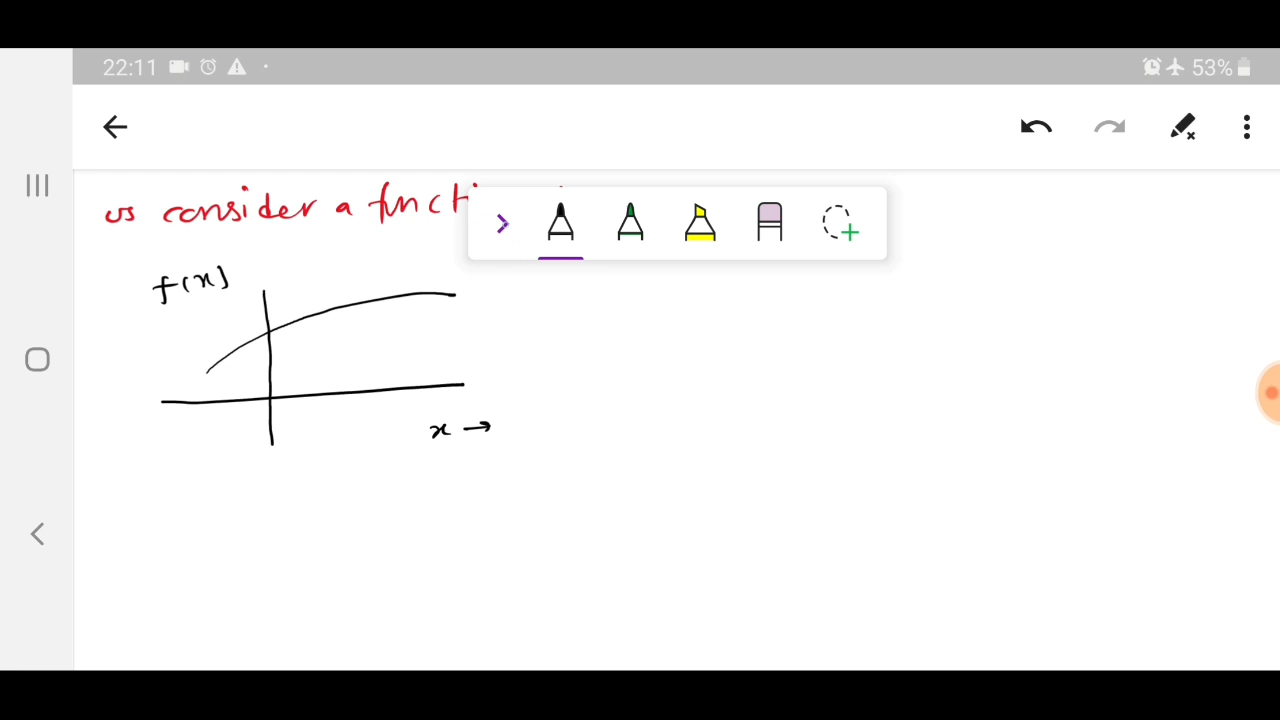 22:11
53%
us consider a functi
f(x)
x →